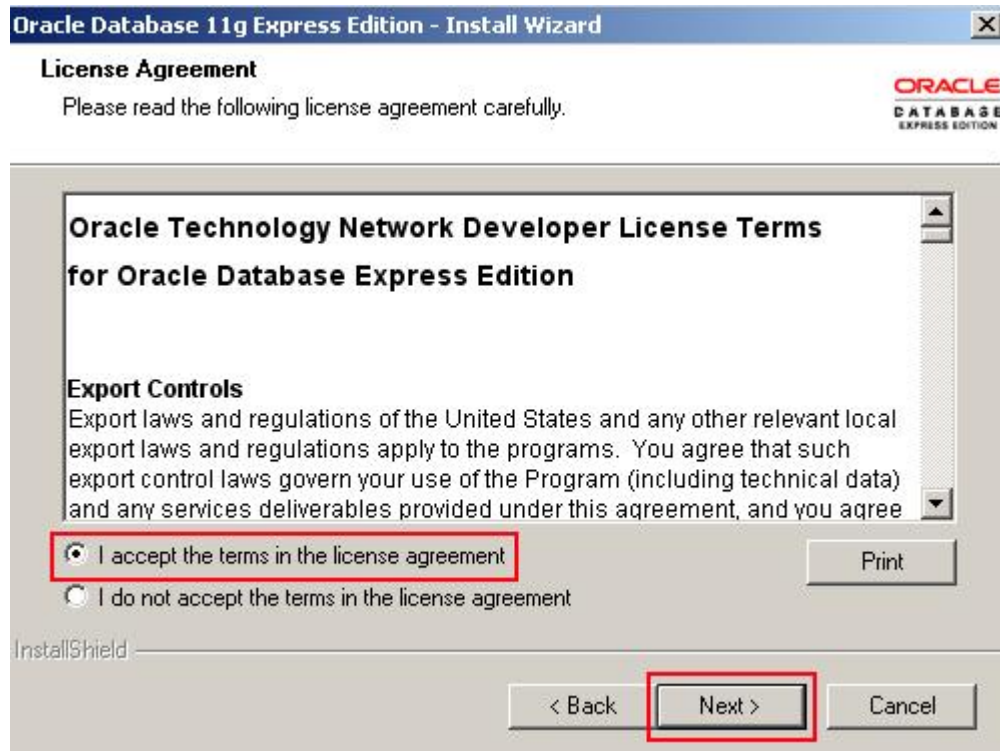 Oracle Database 11g Express Edition - Install Wizard
License Agreement
Please read the following license agreement carefully.
ORACLE
DATABASE
EXPRESS EDITION
Oracle Technology Network Developer License Terms
for Oracle Database Express Edition
Export Controls
Export laws and regulations of the United States and any other relevant local
export laws and regulations apply to the programs.  You agree that such
export control laws govern your use of the Program (including technical data)
and any services deliverables provided under this agreement, and you agree
I accept the terms in the license agreement
Print
I do not accept the terms in the license agreement
InstallShield
< Back
Next >
Cancel